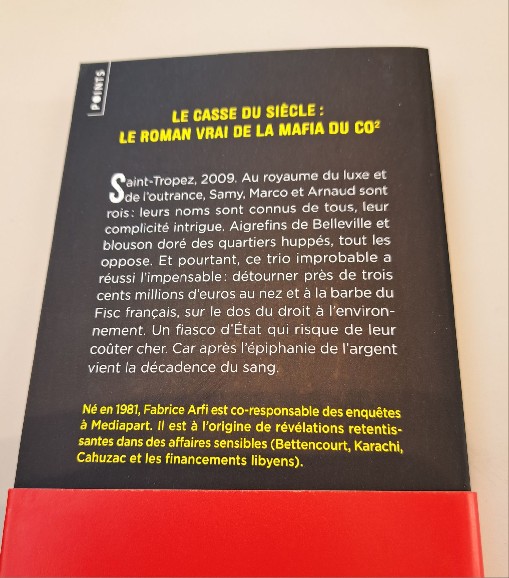 POINTS
LE CASSE DU SIÈCLE :
LE ROMAN VRAI DE LA MAFIA DU CO²
Saint-Tropez, 2009. Au royaume du luxe et
de l'outrance, Samy, Marco et Arnaud sont
rois : leurs noms sont connus de tous, leur
complicité intrigue. Aigrefins de Belleville et
blouson doré des quartiers huppés, tout les
oppose. Et pourtant, ce trio improbable a
réussi l'impensable : détourner près de trois
cents millions d'euros au nez et à la barbe du
Fisc français, sur le dos du droit à l'environ-
nement. Un fiasco d'État qui risque de leur
coûter cher. Car après l'épiphanie de l'argent
vient la décadence du sang.
Né en 1981, Fabrice Arfi est co-responsable des enquêtes
à Mediapart. Il est à l'origine de révélations retentis-
santes dans des affaires sensibles (Bettencourt, Karachi,
Cahuzac et les financements libyens).